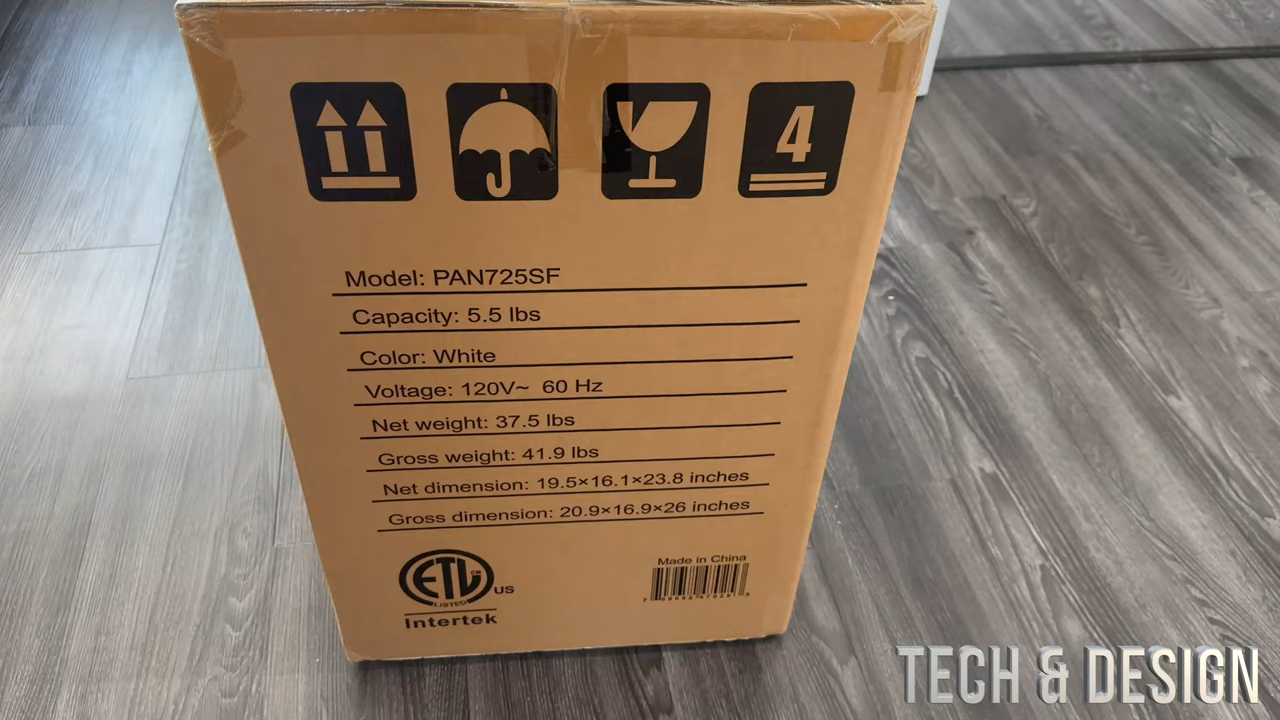 4
Model: PAN725SF
Capacity: 5.5 lbs
Color: White
Voltage: 120V~ 60 Hz
Net weight: 37.5 lbs
Gross weight: 41.9 lbs
Net dimension: 19.5×16.1×23.8 inches
Gross dimension: 20.9×16.9×26 inches
ETL CM
LISTED
US
Intertek
Made in China
TECH & DESIGN